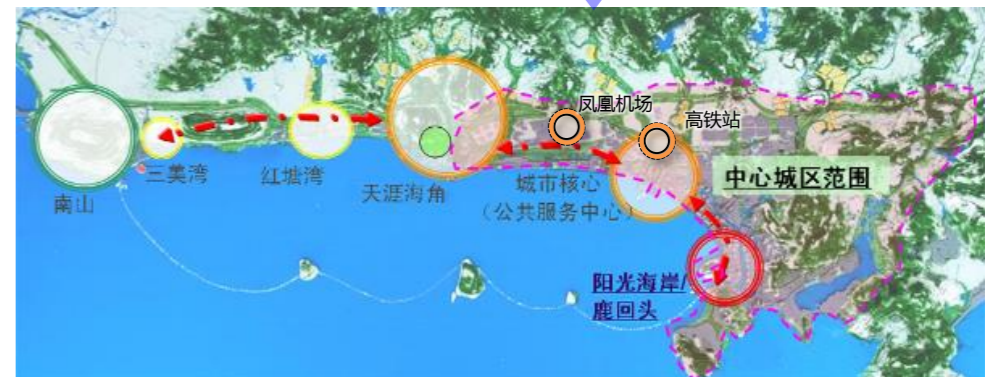 凤凰机场
高铁站
三美湾
红塘湾
中心城区范围
城市核心
天涯海角
南山
(公共服务中心)
阳光海岸/
鹿回头